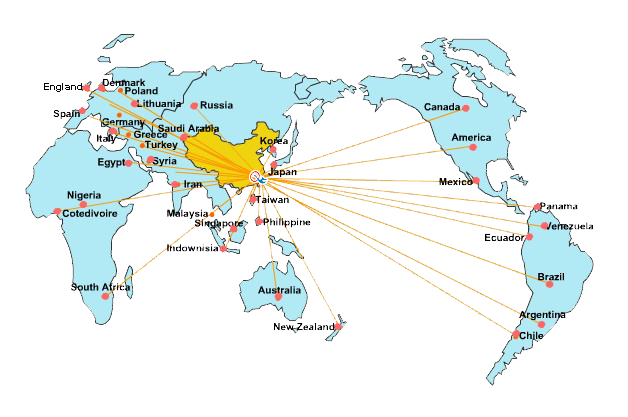 England
Denmark
Poland
Spain
Lithuania
Russia
Canada
Germany
Saudi Arabia
Italy
Greece
Turkey
Korea
America
Egypt
Syria
Japan
Iran
Mexico
Nigeria
Cotedivoire
Taiwan
Malaysia
Singapore
Philippine
Panama
Venezuela
Ecuador
Indownisia
South Africa
Australia
Brazil
New Zealand
Argentina
Chile